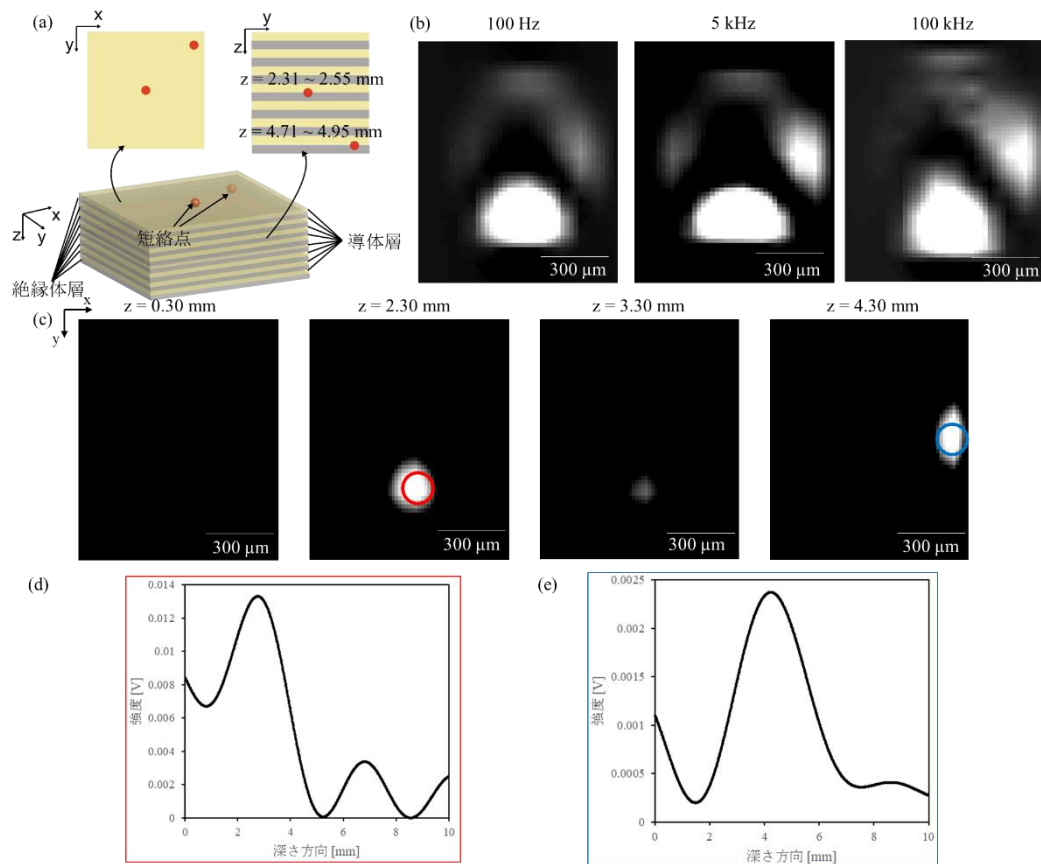 (a)
x
y
y
z
z = 2.31 ~ 2.55 mm
z = 4.71 ~ 4.95 mm
x
y
z
短絡点
導体層
絶縁体層
(b)
100 Hz
5 kHz
100 kHz
300 µm
300 µm
300 µm
(c)
x
y
z = 0.30 mm
z = 2.30 mm
z = 3.30 mm
z = 4.30 mm
300 µm
300 µm
300 µm
300 µm
(d)
0.014
0.012
0.01
0.008
0.006
0.004
0.002
0
強度 [V]
0 2 4 6 8 10
深さ方向 [mm]
(e)
0.0025
0.002
0.0015
0.001
0.0005
0
強度 [V]
0 2 4 6 8 10
深さ方向 [mm]